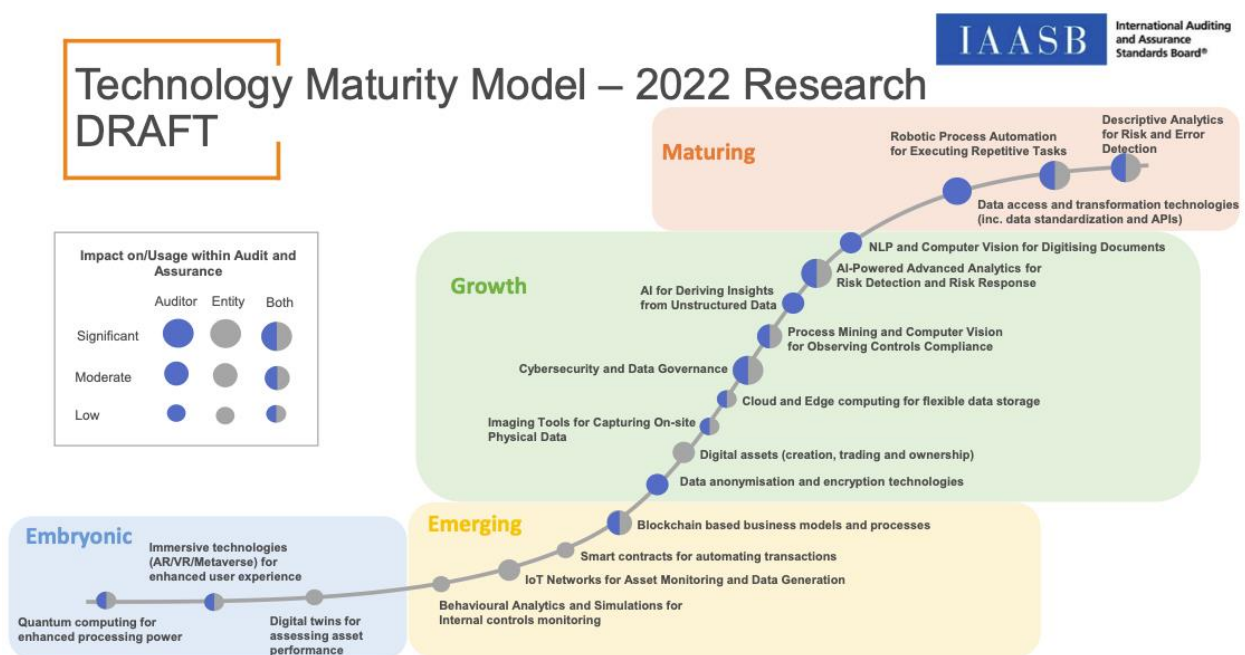 IAASB
International Auditing
and Assurance
Standards Board®
Technology Maturity Model – 2022 Research
DRAFT
Maturing
Robotic Process Automation
for Executing Repetitive Tasks
Descriptive Analytics
for Risk and Error
Detection
Data access and transformation technologies
(inc. data standardization and APIs)
Impact on/Usage within Audit and
Assurance
Auditor Entity Both
Significant
Moderate
Low
Growth
NLP and Computer Vision for Digitising Documents
AI-Powered Advanced Analytics for
Risk Detection and Risk Response
AI for Deriving Insights
from Unstructured Data
Process Mining and Computer Vision
for Observing Controls Compliance
Cybersecurity and Data Governance
Cloud and Edge computing for flexible data storage
Imaging Tools for Capturing On-site
Physical Data
Digital assets (creation, trading and ownership)
Data anonymisation and encryption technologies
Emerging
Blockchain based business models and processes
Smart contracts for automating transactions
IoT Networks for Asset Monitoring and Data Generation
Behavioural Analytics and Simulations for
Internal controls monitoring
Embryonic
Immersive technologies
(AR/VR/Metaverse) for
enhanced user experience
Quantum computing for
enhanced processing power
Digital twins for
assessing asset
performance